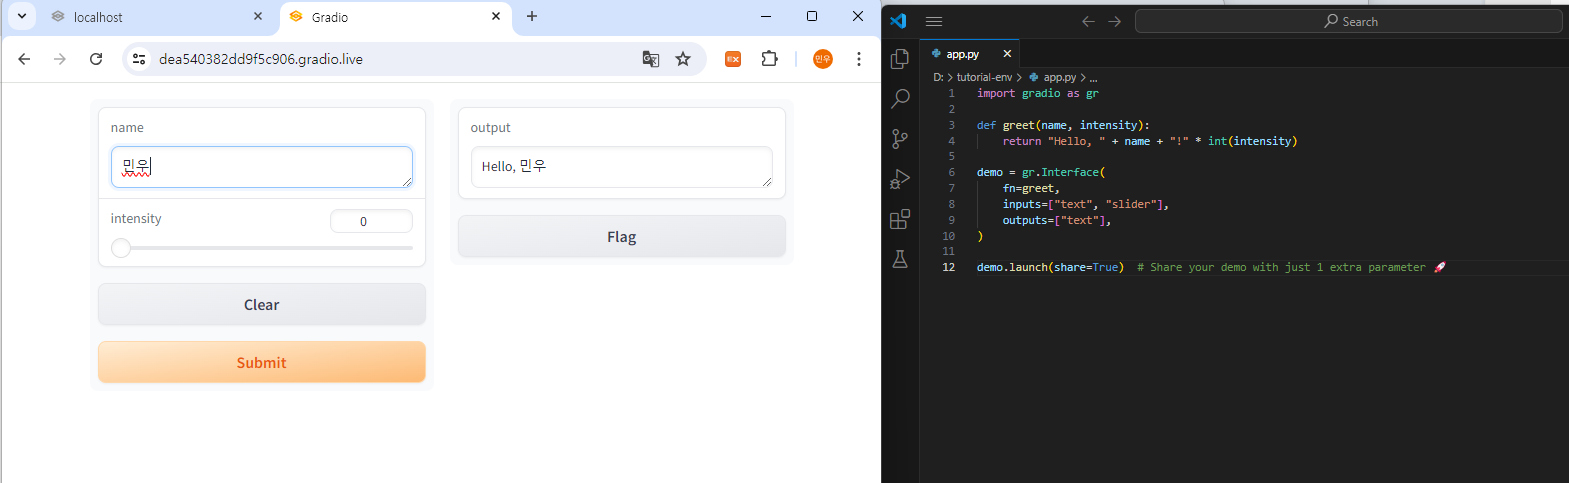 localhost
Gradio
dea540382dd9f5c906.gradio.live
EX
민우
name
민우
intensity
0
Clear
Submit
output
Hello, 민우
Flag
Search
app.py
D: > tutorial-env > app.py > ...
1 import gradio as gr
2
3 def greet(name, intensity):
4     return "Hello, " + name + "!" * int(intensity)
5
6 demo = gr.Interface(
7     fn=greet,
8     inputs=["text", "slider"],
9     outputs=["text"],
10 )
11
12 demo.launch(share=True)  # Share your demo with just 1 extra parameter 🚀